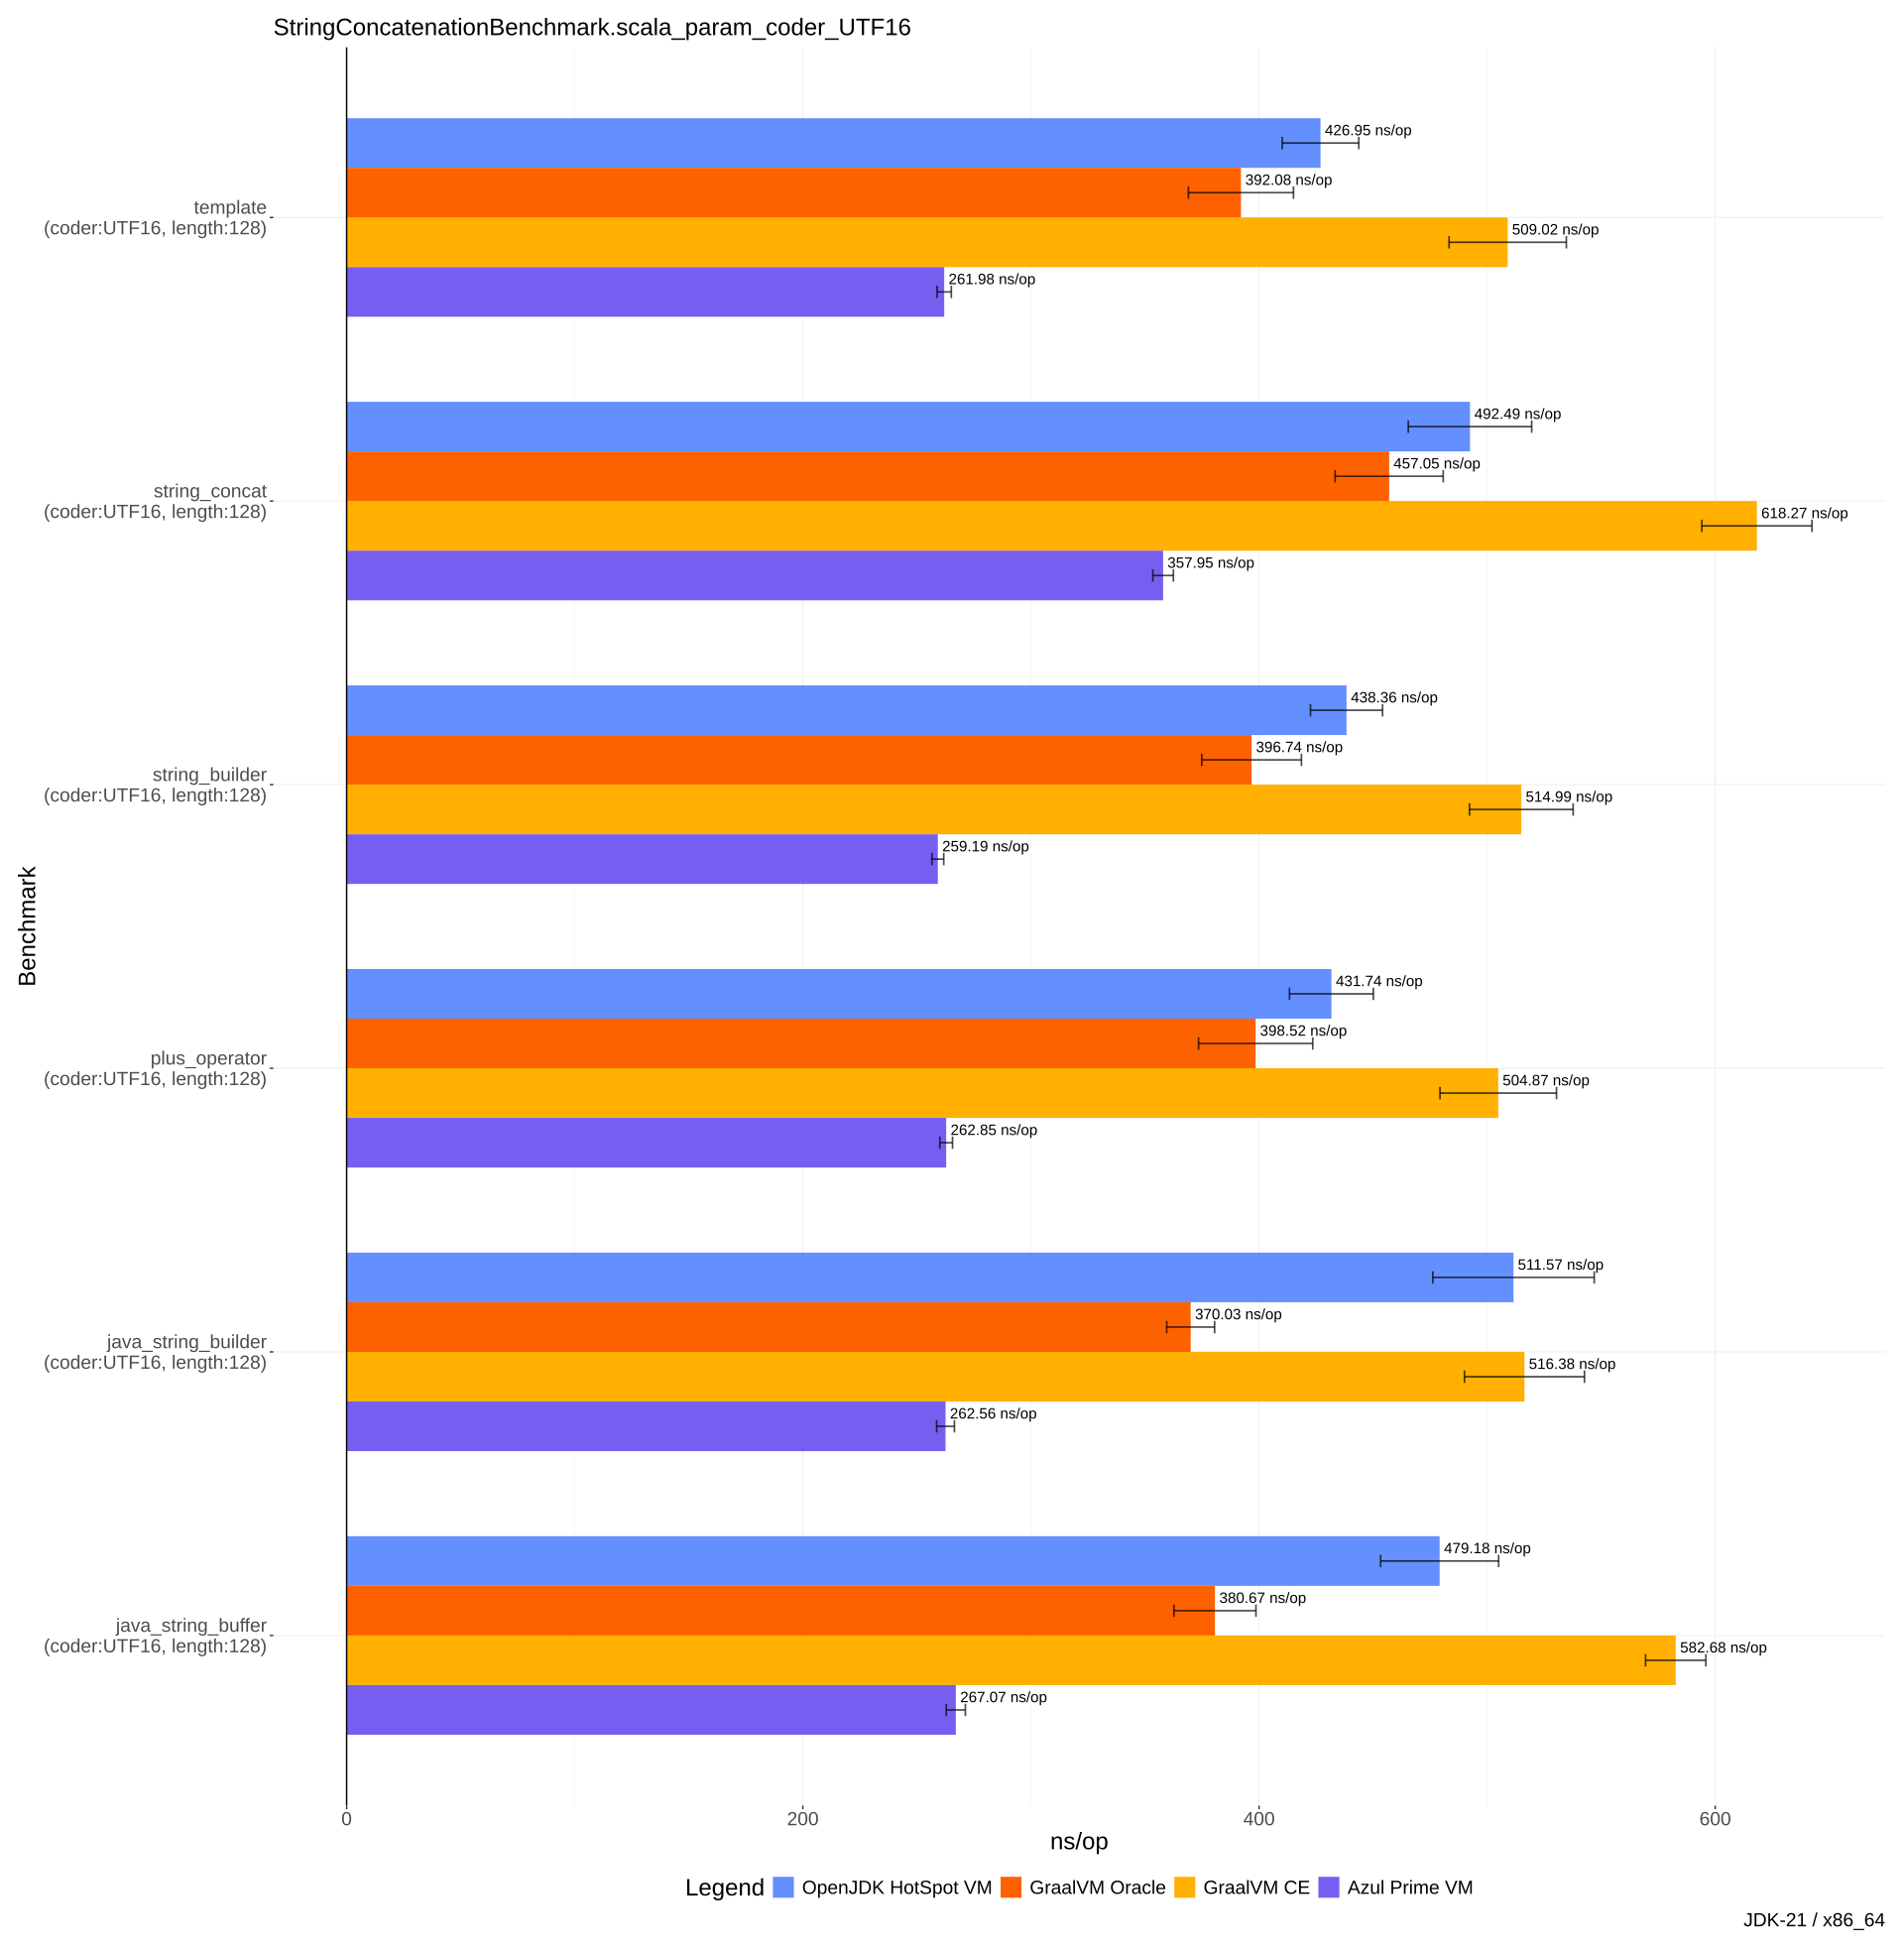 StringConcatenationBenchmark.scala_param_coder_UTF16
template
(coder:UTF16, length:128)
426.95 ns/op
392.08 ns/op
509.02 ns/op
261.98 ns/op
string_concat
(coder:UTF16, length:128)
492.49 ns/op
457.05 ns/op
618.27 ns/op
357.95 ns/op
string_builder
(coder:UTF16, length:128)
438.36 ns/op
396.74 ns/op
514.99 ns/op
259.19 ns/op
plus_operator
(coder:UTF16, length:128)
431.74 ns/op
398.52 ns/op
504.87 ns/op
262.85 ns/op
java_string_builder
(coder:UTF16, length:128)
511.57 ns/op
370.03 ns/op
516.38 ns/op
262.56 ns/op
java_string_buffer
(coder:UTF16, length:128)
479.18 ns/op
380.67 ns/op
582.68 ns/op
267.07 ns/op
Benchmark
0 200 400 600
ns/op
Legend OpenJDK HotSpot VM GraalVM Oracle GraalVM CE Azul Prime VM
JDK-21 / x86_64